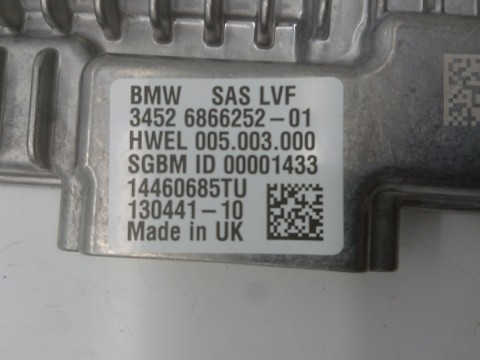 BMW SAS LVF
3452 6866252-01
HWEL 005.003.000
SGBM ID 00001433
14460685TU
130441-10
Made in UK